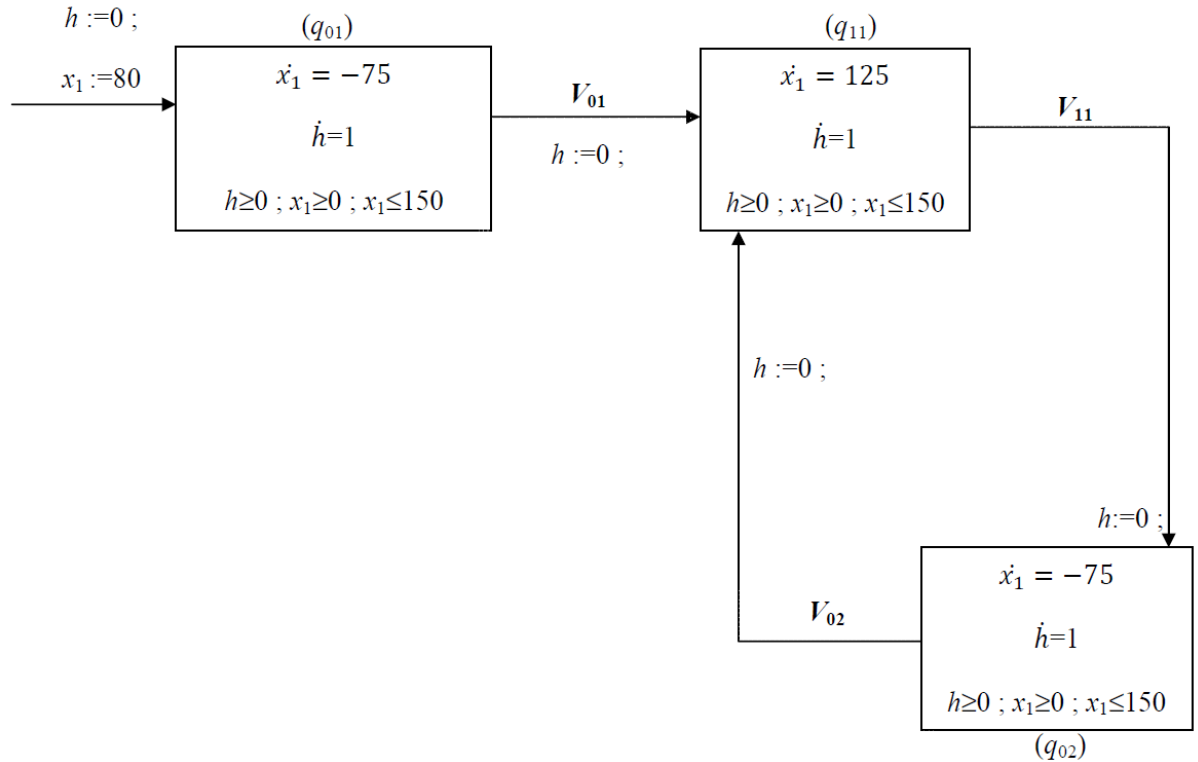 h :=0 ;
x₁ :=80
(q₀₁)
ẋ₁ = −75
ḣ=1
h≥0 ; x₁≥0 ; x₁≤150
V₀₁
h :=0 ;
(q₁₁)
ẋ₁ = 125
ḣ=1
h≥0 ; x₁≥0 ; x₁≤150
V₁₁
h :=0 ;
h:=0 ;
V₀₂
ẋ₁ = −75
ḣ=1
h≥0 ; x₁≥0 ; x₁≤150
(q₀₂)